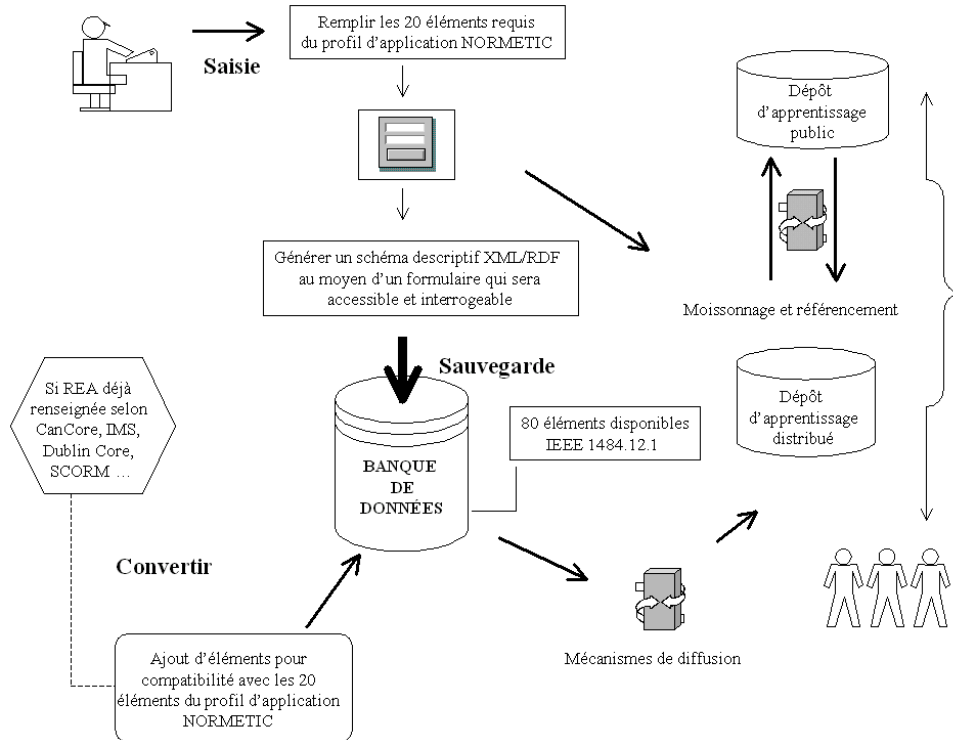 Remplir les 20 éléments requis
du profil d'application NORMETIC
Saisie
Dépôt
d'apprentissage
public
Générer un schéma descriptif XML/RDF
au moyen d'un formulaire qui sera
accessible et interrogeable
Moissonnage et référencement
Sauvegarde
Si REA déjà
renseignée selon
CanCore, IMS,
Dublin Core,
SCORM ...
80 éléments disponibles
IEEE 1484.12.1
Dépôt
d'apprentissage
distribué
BANQUE
DE
DONNÉES
Convertir
Mécanismes de diffusion
Ajout d'éléments pour
compatibilité avec les 20
éléments du profil d'application
NORMETIC